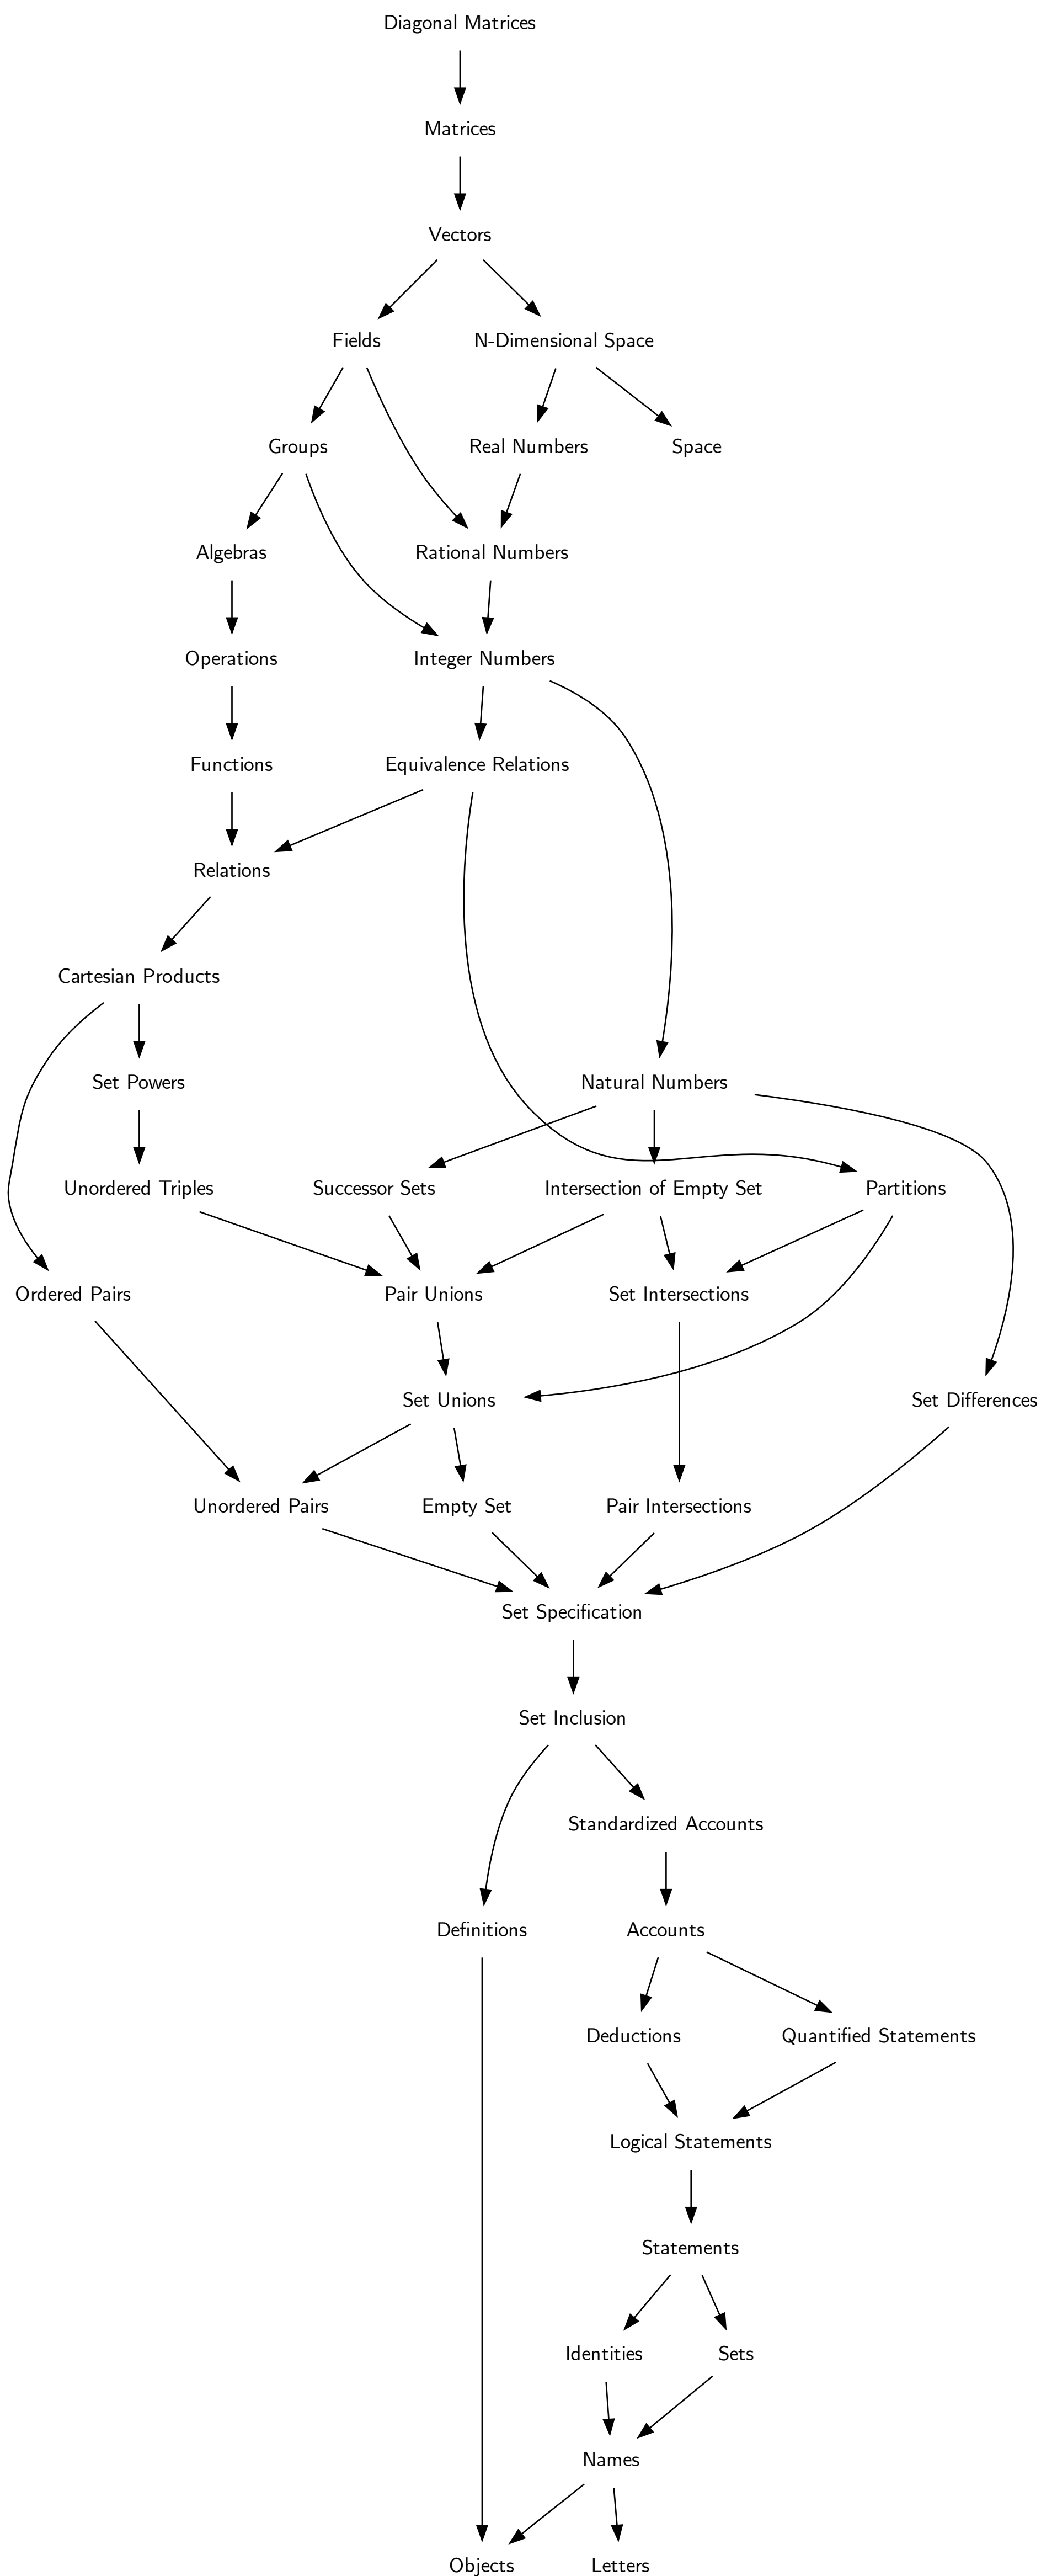 Diagonal Matrices
Matrices
Vectors
Fields
N-Dimensional Space
Groups
Real Numbers
Space
Algebras
Rational Numbers
Operations
Integer Numbers
Functions
Equivalence Relations
Relations
Cartesian Products
Set Powers
Natural Numbers
Unordered Triples
Successor Sets
Intersection of Empty Set
Partitions
Ordered Pairs
Pair Unions
Set Intersections
Set Unions
Set Differences
Unordered Pairs
Empty Set
Pair Intersections
Set Specification
Set Inclusion
Standardized Accounts
Definitions
Accounts
Deductions
Quantified Statements
Logical Statements
Statements
Identities
Sets
Names
Objects
Letters